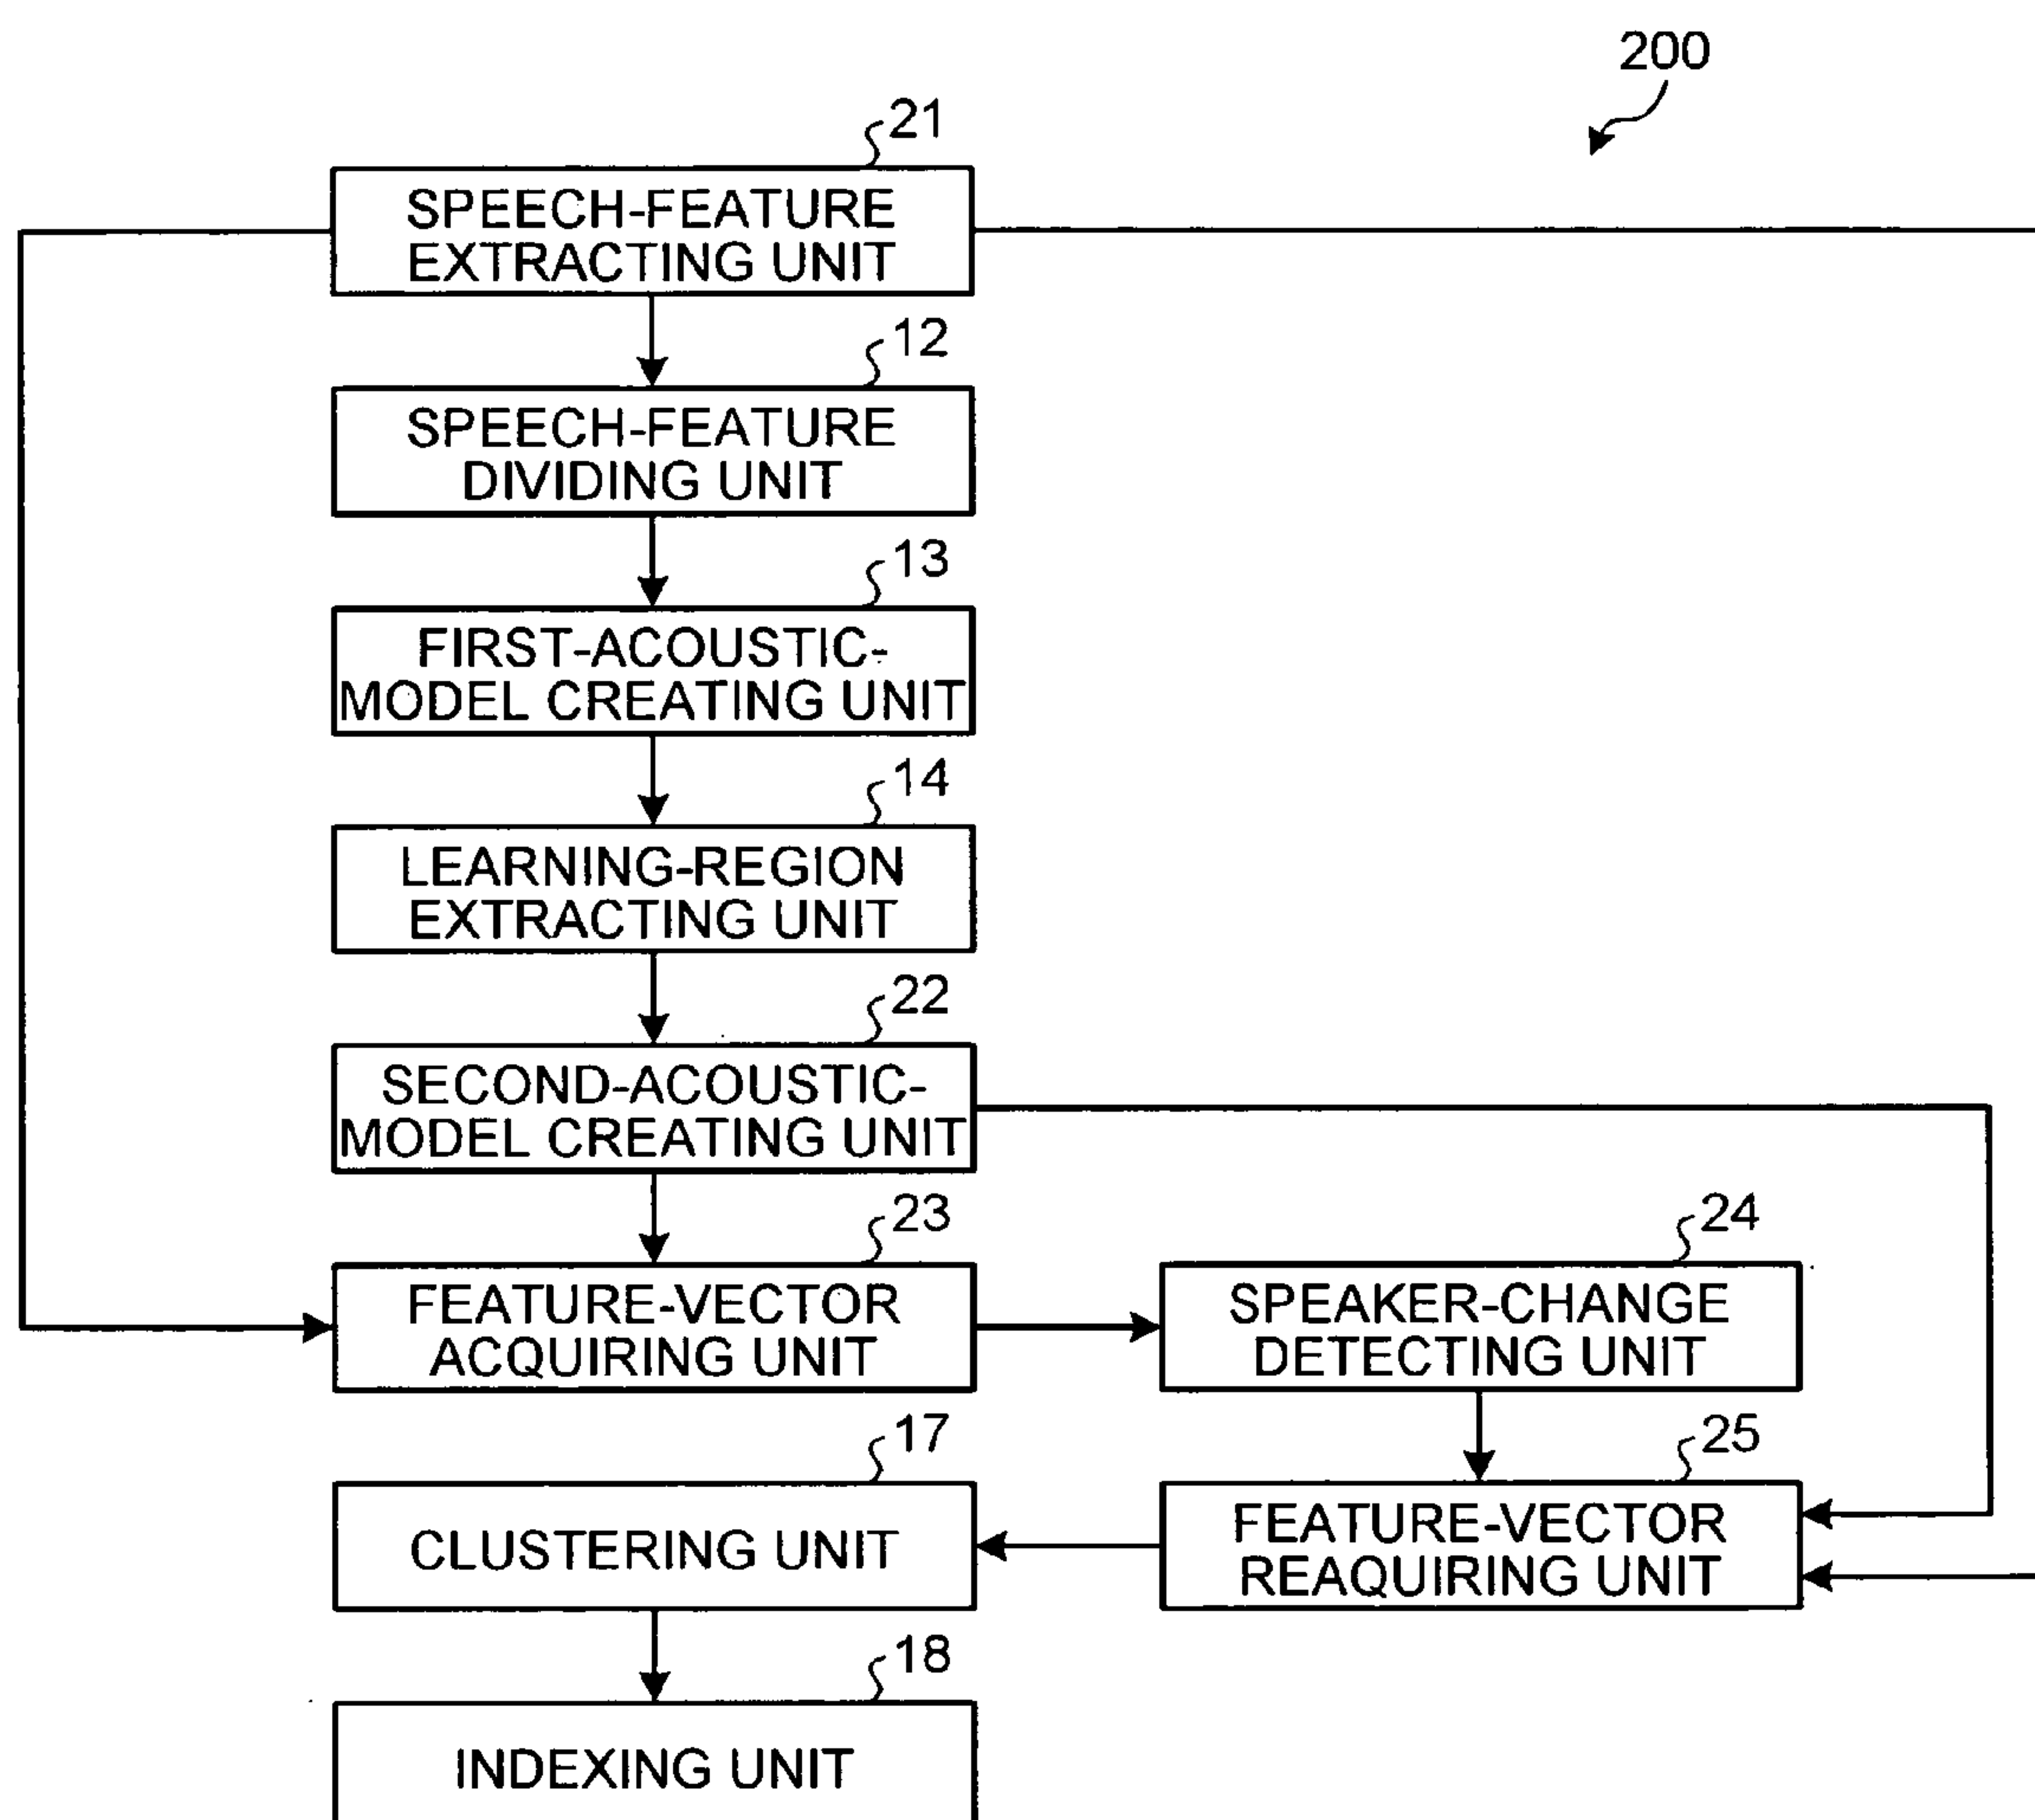 200
21
SPEECH-FEATURE
EXTRACTING UNIT
12
SPEECH-FEATURE
DIVIDING UNIT
13
FIRST-ACOUSTIC-
MODEL CREATING UNIT
14
LEARNING-REGION
EXTRACTING UNIT
22
SECOND-ACOUSTIC-
MODEL CREATING UNIT
23
FEATURE-VECTOR
ACQUIRING UNIT
24
SPEAKER-CHANGE
DETECTING UNIT
17
CLUSTERING UNIT
25
FEATURE-VECTOR
REAQUIRING UNIT
18
INDEXING UNIT